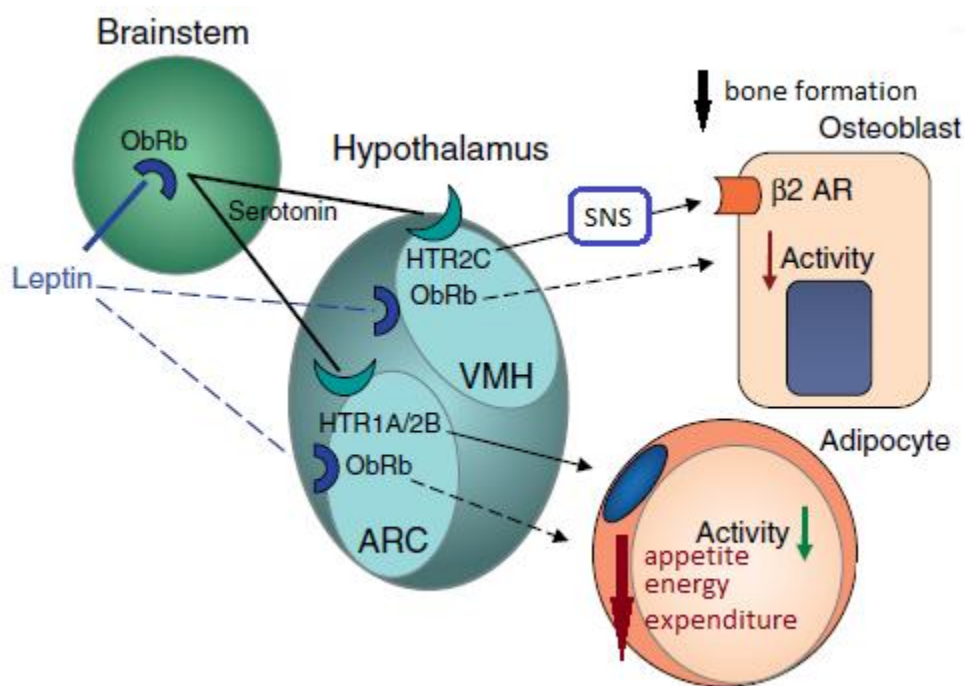 Brainstem
ObRb
Leptin
Serotonin
Hypothalamus
HTR2C
ObRb
VMH
HTR1A/2B
ObRb
ARC
SNS
bone formation
Osteoblast
β2 AR
Activity
Adipocyte
Activity
appetite
energy
expenditure